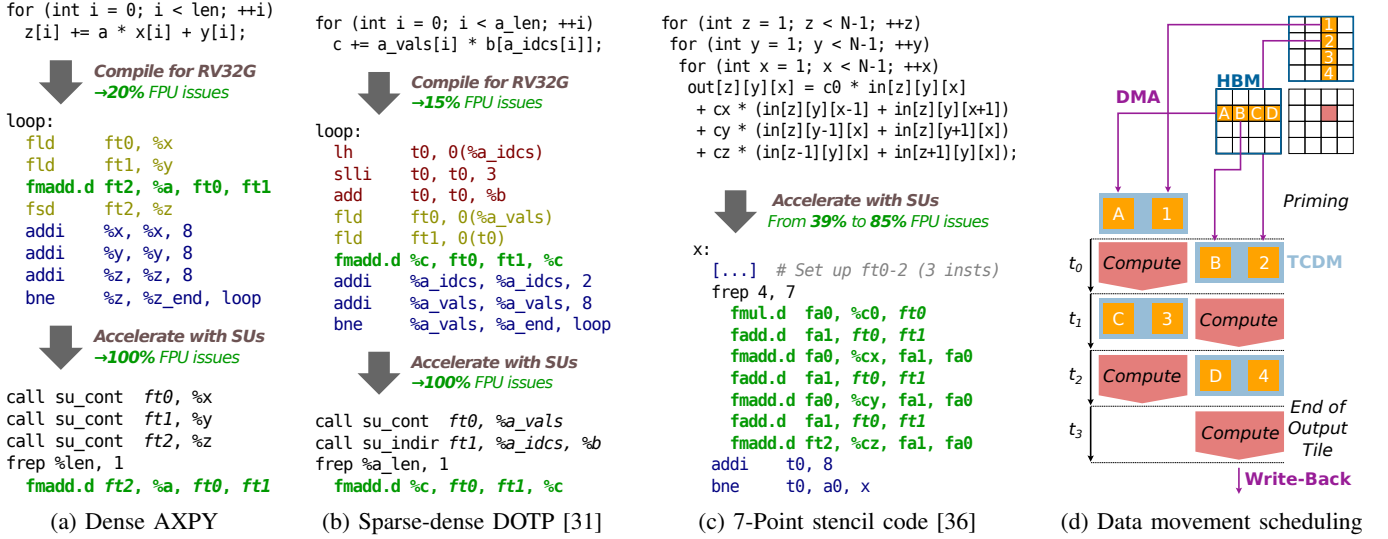 for (int i = 0; i < len; ++i)
z[i] += a * x[i] + y[i];
Compile for RV32G
→20% FPU issues
loop:
fld ft0, %x
fld ft1, %y
fmadd.d ft2, %a, ft0, ft1
fsd ft2, %z
addi %x, %x, 8
addi %y, %y, 8
addi %z, %z, 8
bne %z, %z_end, loop
Accelerate with SUs
→100% FPU issues
call su_cont ft0, %x
call su_cont ft1, %y
call su_cont ft2, %z
frep %len, 1
fmadd.d ft2, %a, ft0, ft1
(a) Dense AXPY
for (int i = 0; i < a_len; ++i)
c += a_vals[i] * b[a_idcs[i]];
Compile for RV32G
→15% FPU issues
loop:
lh t0, 0(%a_idcs)
slli t0, t0, 3
add t0, t0, %b
fld ft0, 0(%a_vals)
fld ft1, 0(t0)
fmadd.d %c, ft0, ft1, %c
addi %a_idcs, %a_idcs, 2
addi %a_vals, %a_vals, 8
bne %a_vals, %a_end, loop
Accelerate with SUs
→100% FPU issues
call su_cont ft0, %a_vals
call su_indir ft1, %a_idcs, %b
frep %a_len, 1
fmadd.d %c, ft0, ft1, %c
(b) Sparse-dense DOTP [31]
for (int z = 1; z < N-1; ++z)
for (int y = 1; y < N-1; ++y)
for (int x = 1; x < N-1; ++x)
out[z][y][x] = c0 * in[z][y][x]
+ cx * (in[z][y][x-1] + in[z][y][x+1])
+ cy * (in[z][y-1][x] + in[z][y+1][x])
+ cz * (in[z-1][y][x] + in[z+1][y][x]);
Accelerate with SUs
From 39% to 85% FPU issues
x:
[...] # Set up ft0-2 (3 insts)
frep 4, 7
fmul.d fa0, %c0, ft0
fadd.d fa1, ft0, ft1
fmadd.d fa0, %cx, fa1, fa0
fadd.d fa1, ft0, ft1
fmadd.d fa0, %cy, fa1, fa0
fadd.d fa1, ft0, ft1
fmadd.d ft2, %cz, fa1, fa0
addi t0, 8
bne t0, a0, x
(c) 7-Point stencil code [36]
1
2
3
4
HBM
DMA
A B C D
Priming
A 1
t0 Compute B 2 TCDM
t1 C 3 Compute
t2 Compute D 4
t3 Compute
End of
Output
Tile
Write-Back
(d) Data movement scheduling